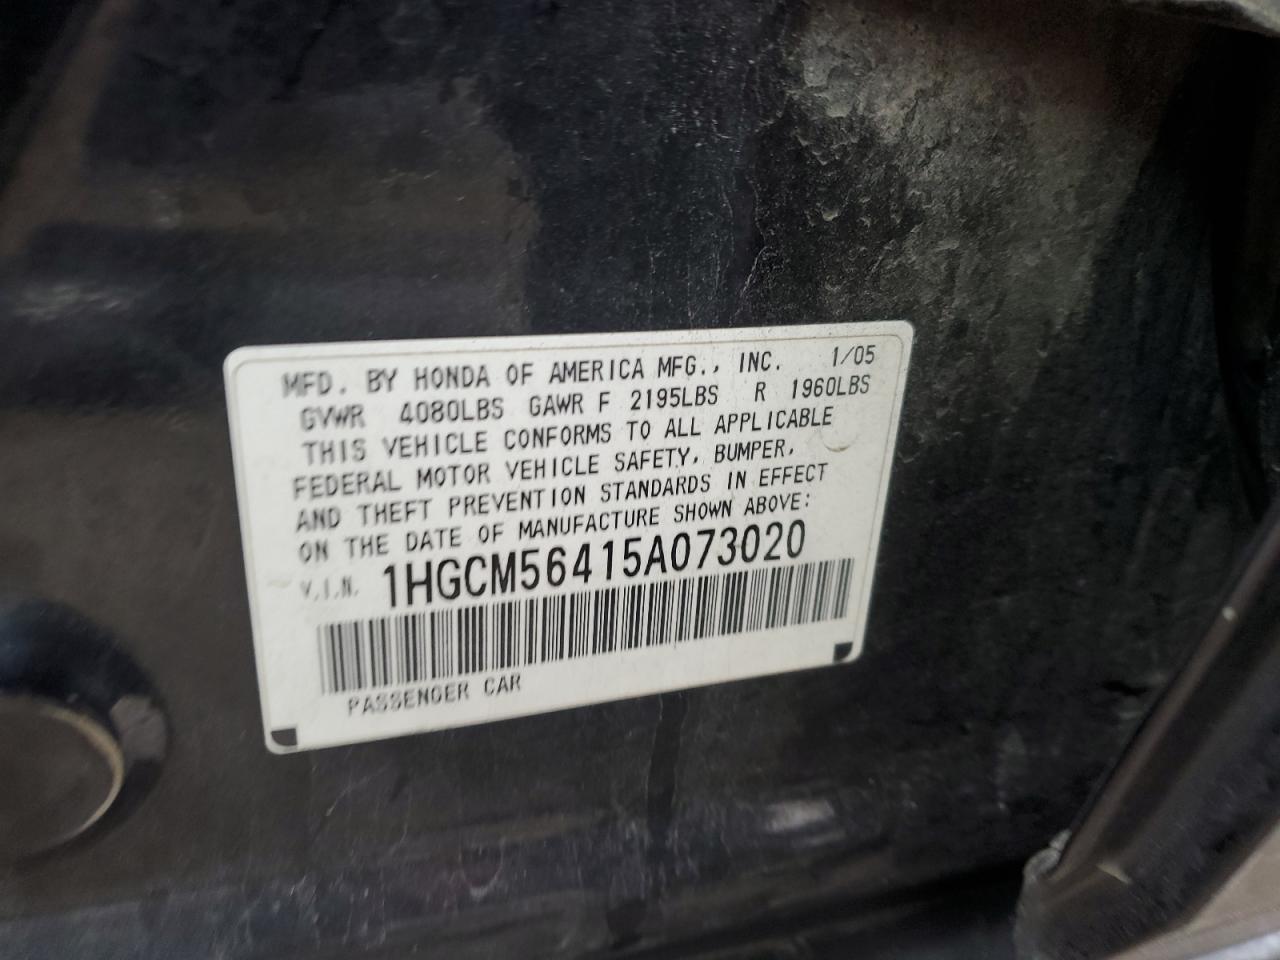 MFD. BY HONDA OF AMERICA MFG., INC. 1/05
GVWR 4080LBS GAWR F 2195LBS R 1960LBS
THIS VEHICLE CONFORMS TO ALL APPLICABLE
FEDERAL MOTOR VEHICLE SAFETY, BUMPER,
AND THEFT PREVENTION STANDARDS IN EFFECT
ON THE DATE OF MANUFACTURE SHOWN ABOVE:
V.I.N. 1HGCM56415A073020
PASSENGER CAR